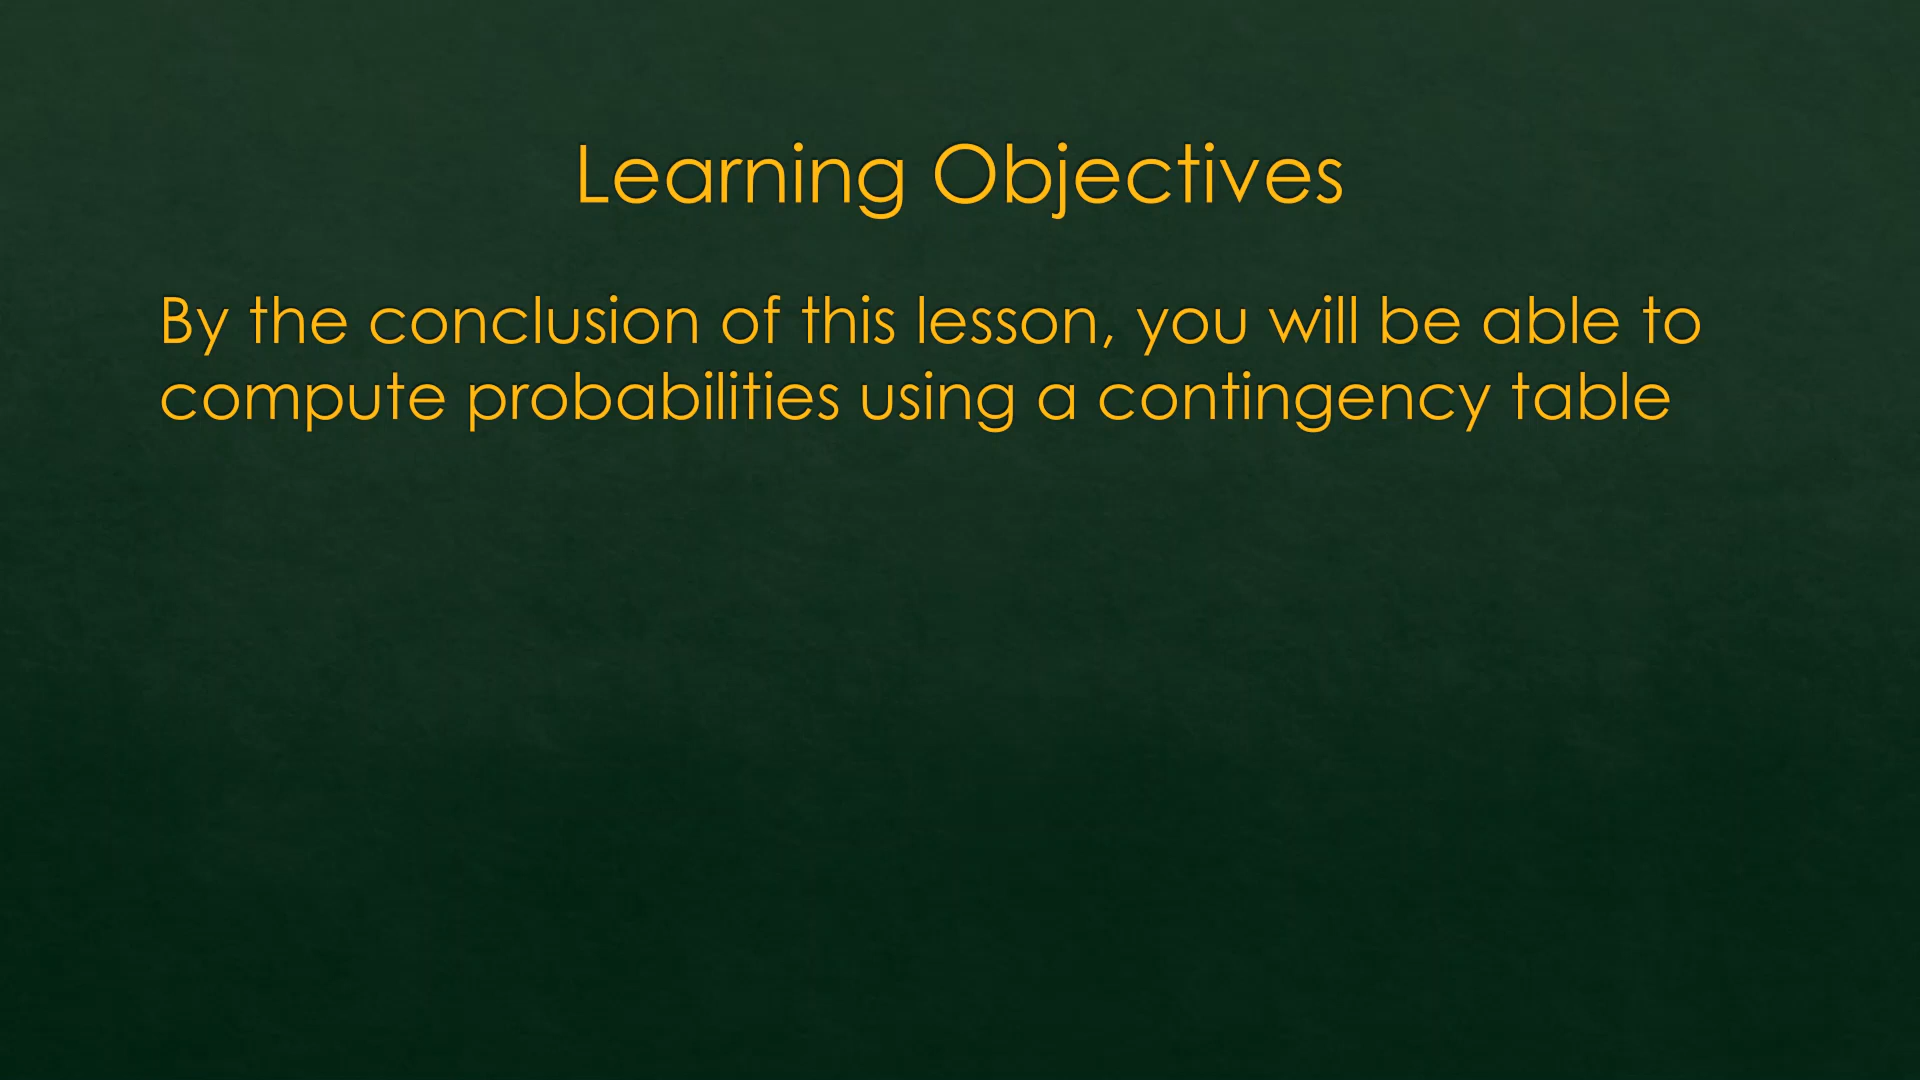 Learning Objectives
By the conclusion of this lesson, you will be able to
compute probabilities using a contingency table